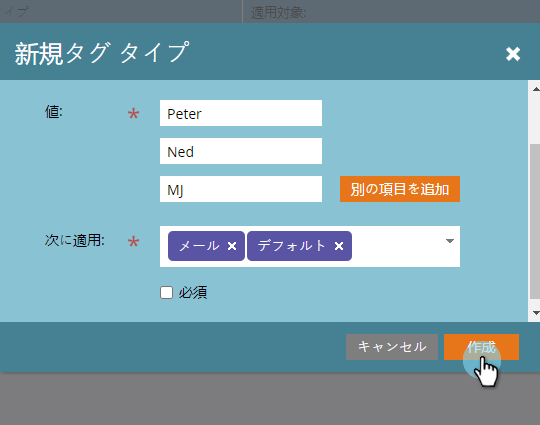 イプ 適用対象:
新規タグ タイプ
値: * Peter
Ned
MJ 別の項目を追加
次に適用: * メール × デフォルト ×
必須
キャンセル 作成